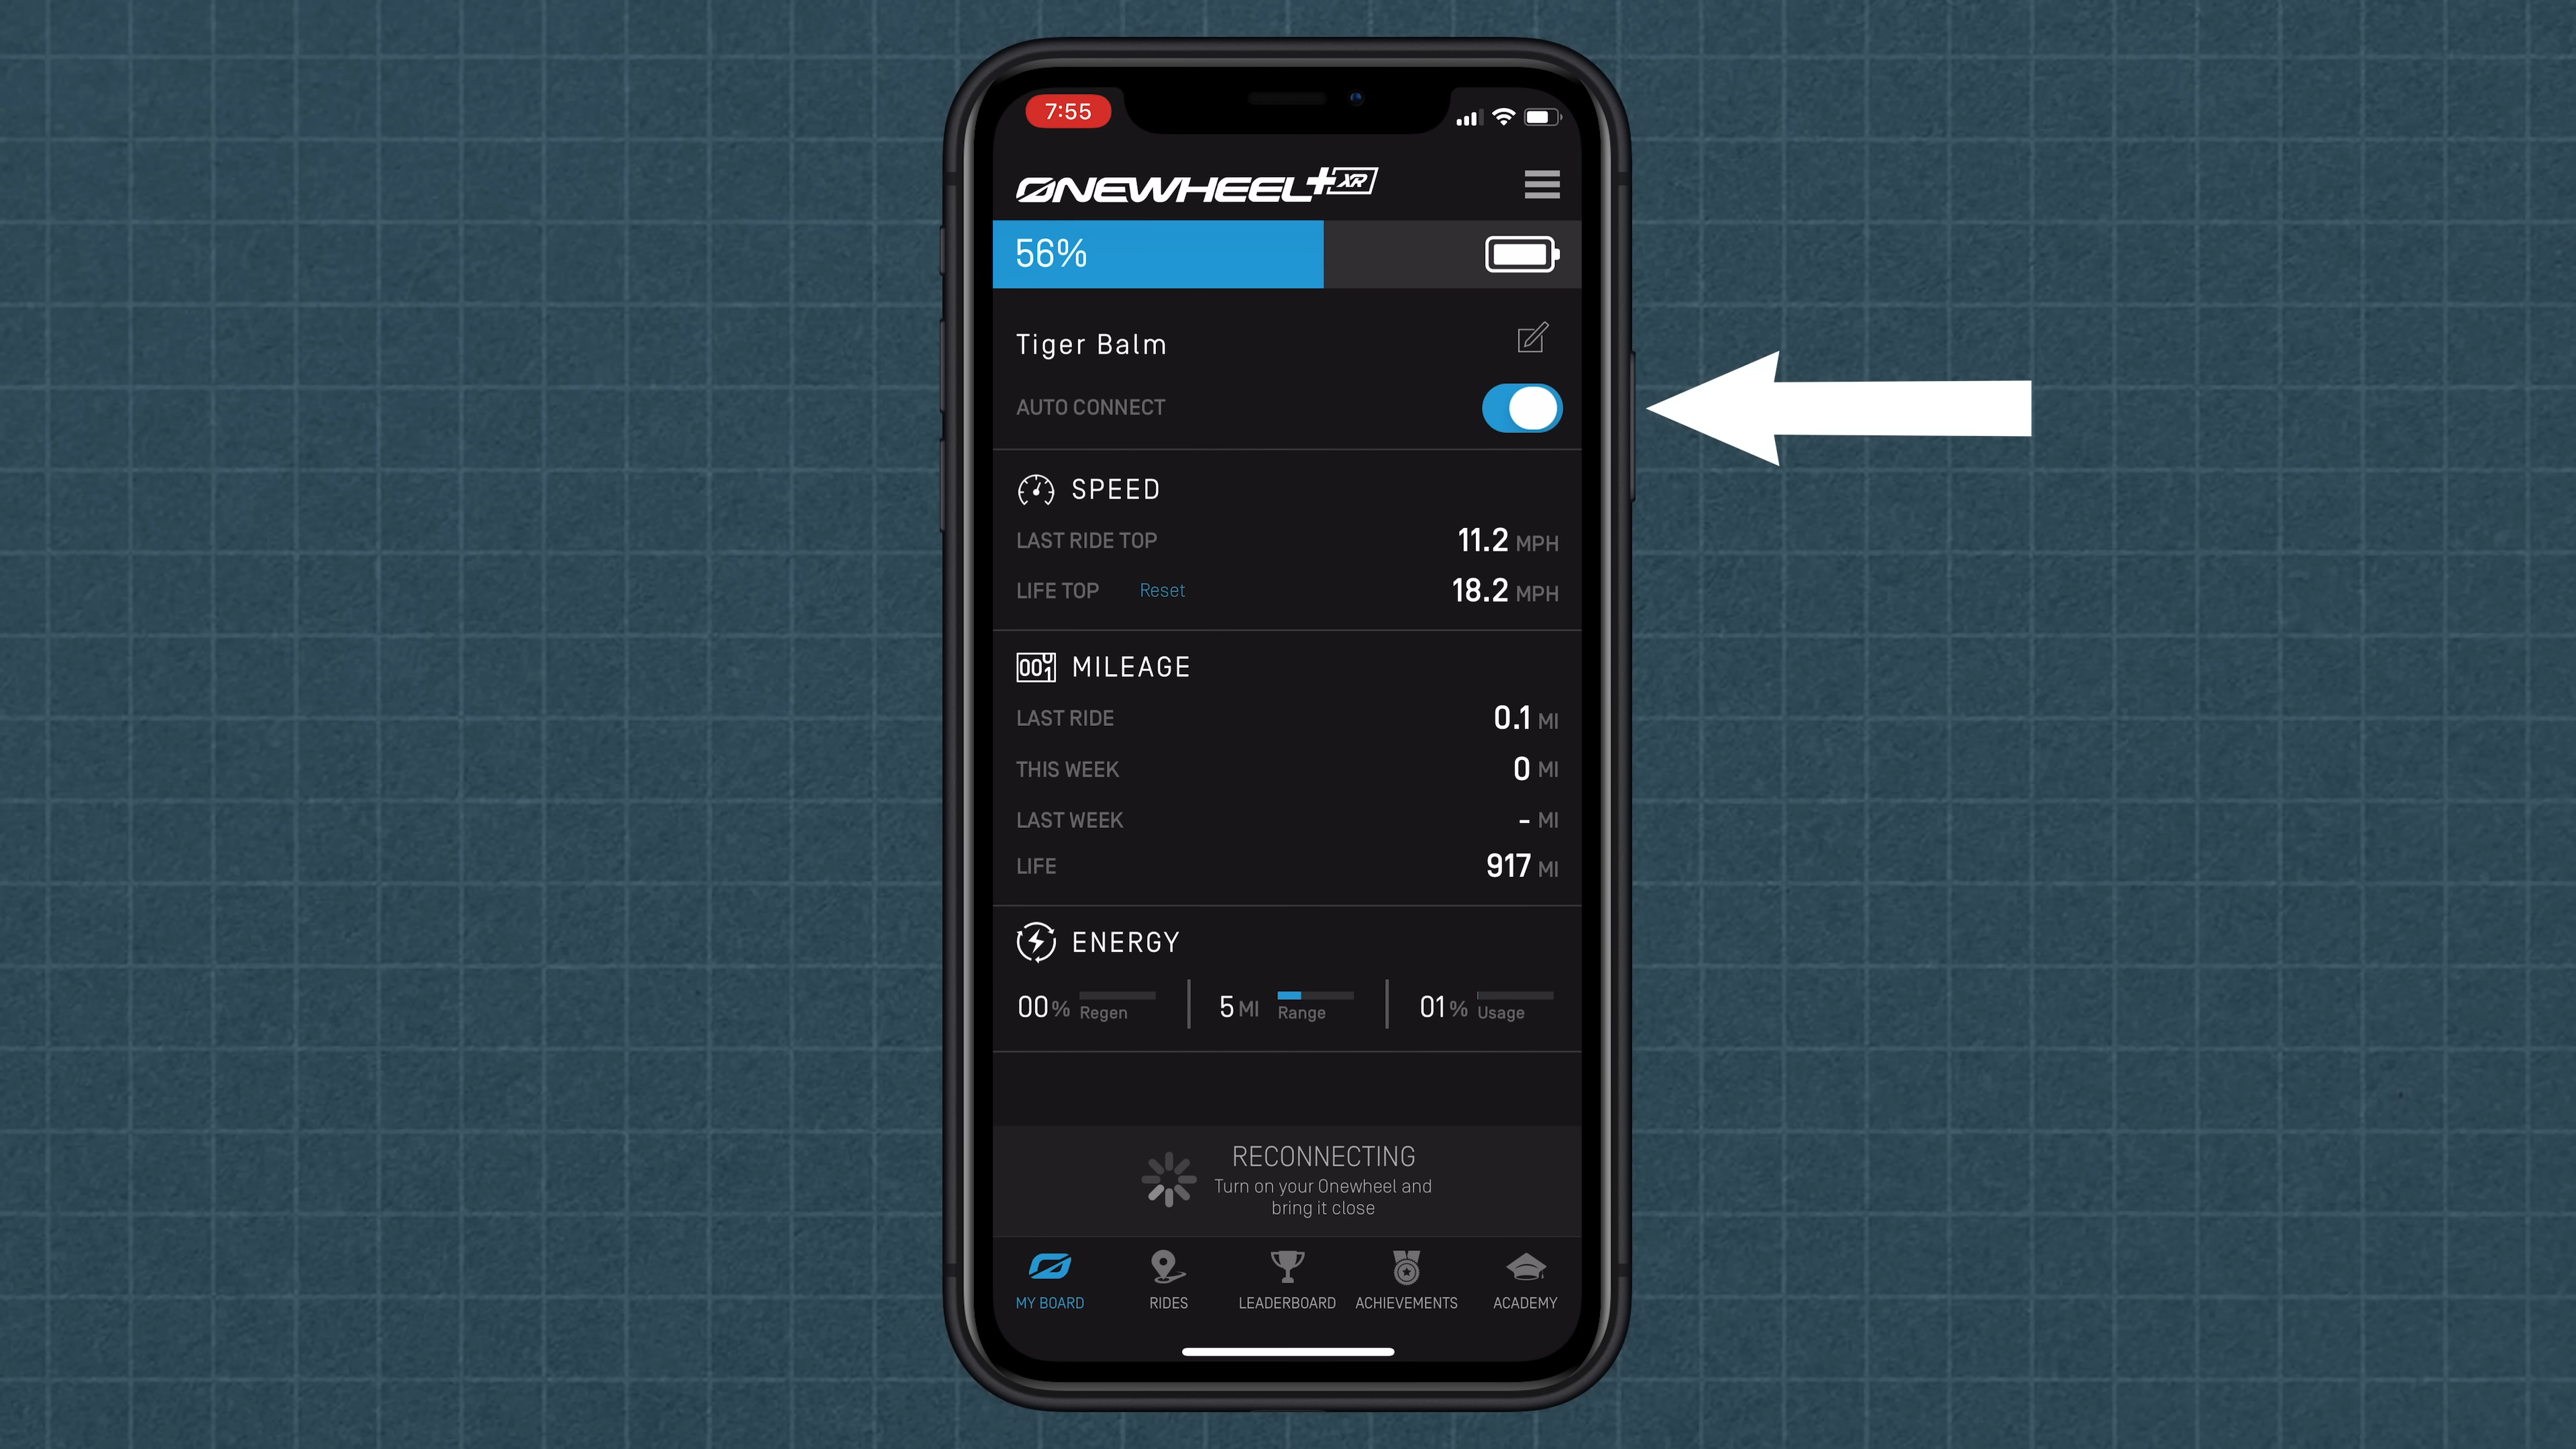 7:55
ONEWHEEL+XR
56%
Tiger Balm
AUTO CONNECT
SPEED
LAST RIDE TOP 11.2 MPH
LIFE TOP Reset 18.2 MPH
001 MILEAGE
LAST RIDE 0.1 MI
THIS WEEK 0 MI
LAST WEEK - MI
LIFE 917 MI
ENERGY
00% Regen 5 MI Range 01% Usage
RECONNECTING
Turn on your Onewheel and
bring it close
MY BOARD RIDES LEADERBOARD ACHIEVEMENTS ACADEMY